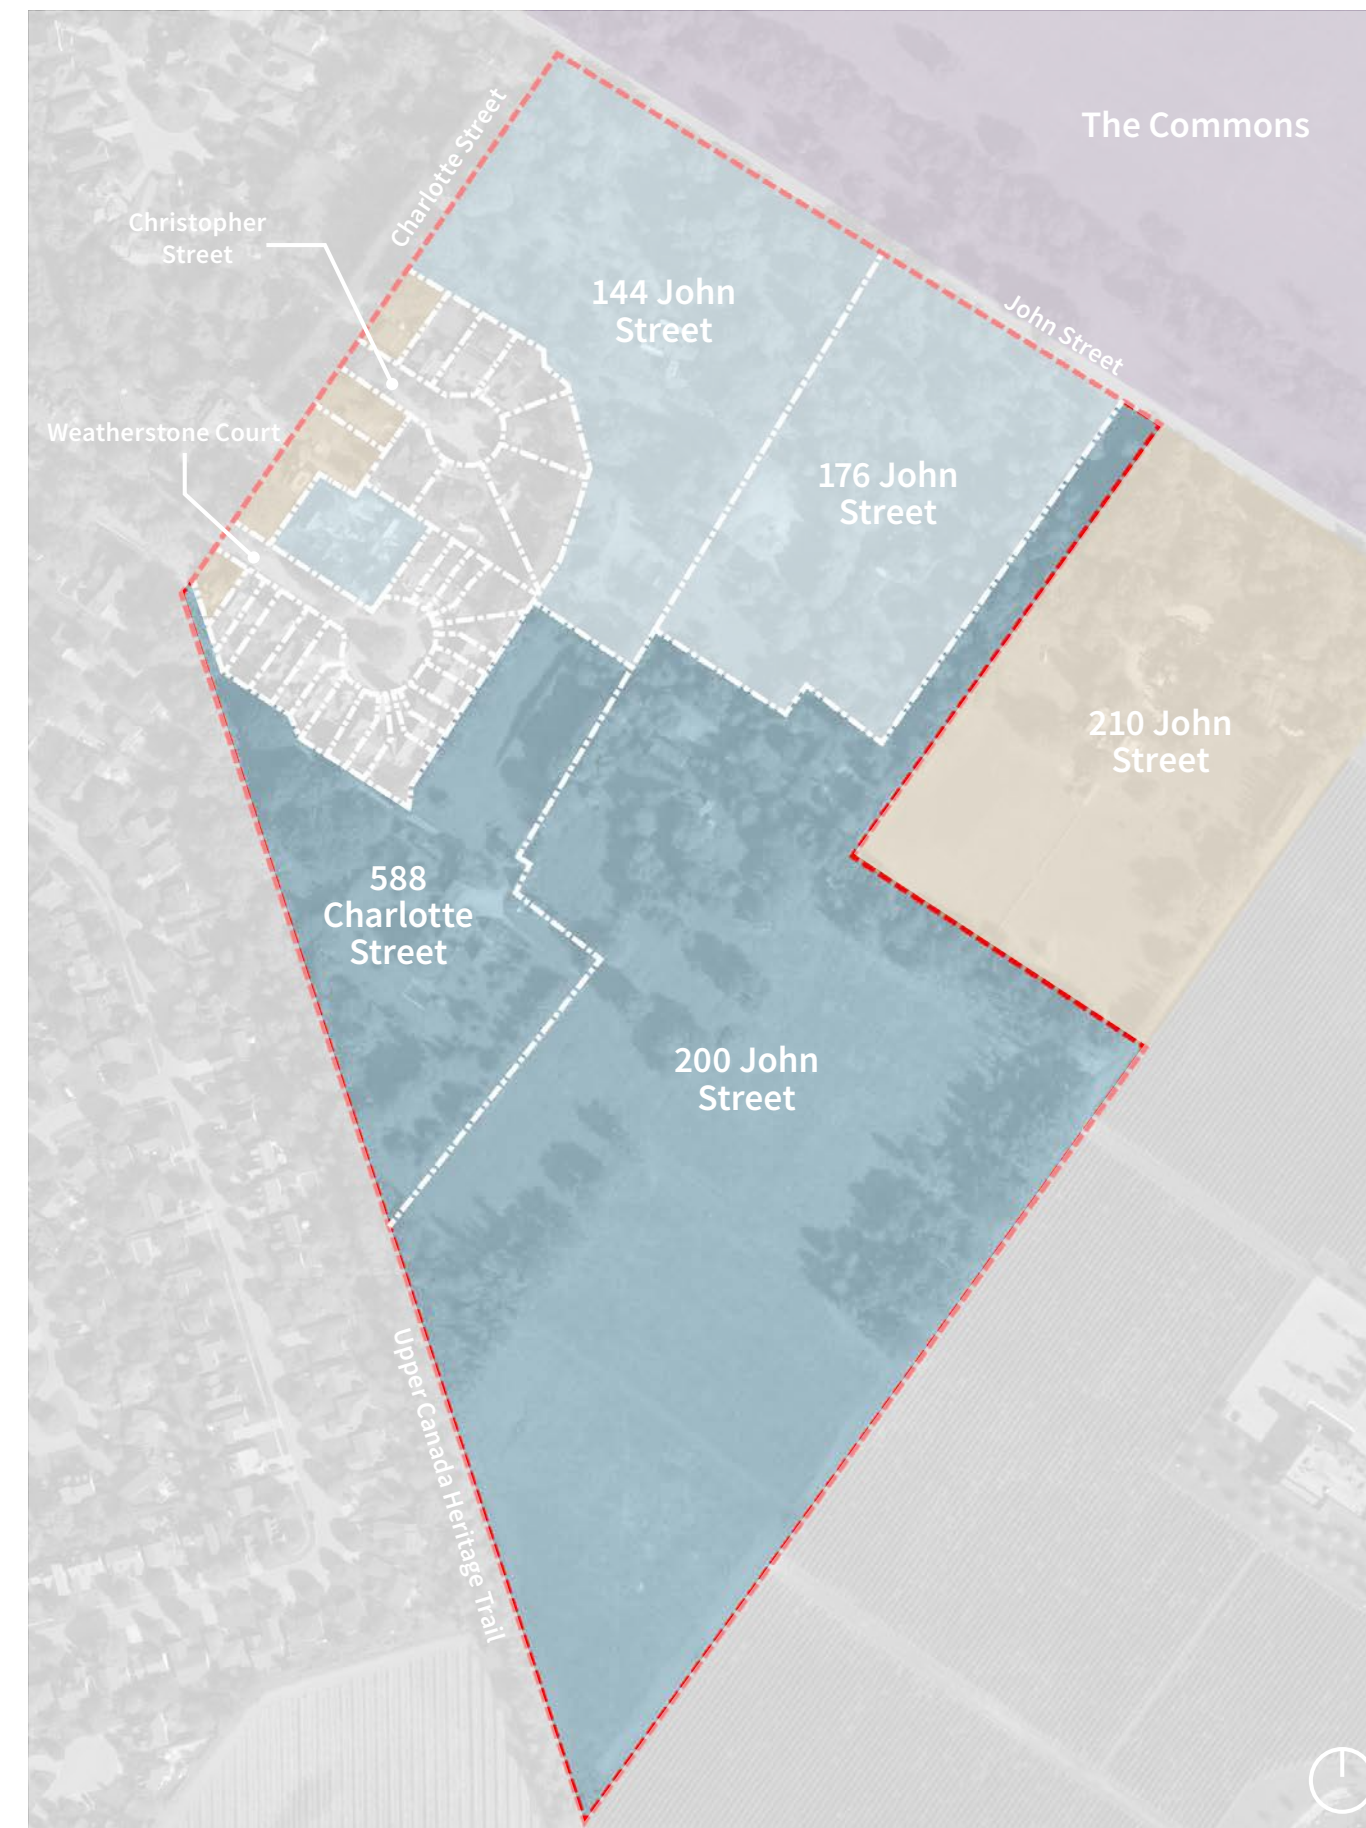 The Commons
Charlotte Street
Christopher
Street
144 John
Street
John Street
Weatherstone Court
176 John
Street
210 John
Street
588
Charlotte
Street
200 John
Street
Upper Canada Heritage Trail